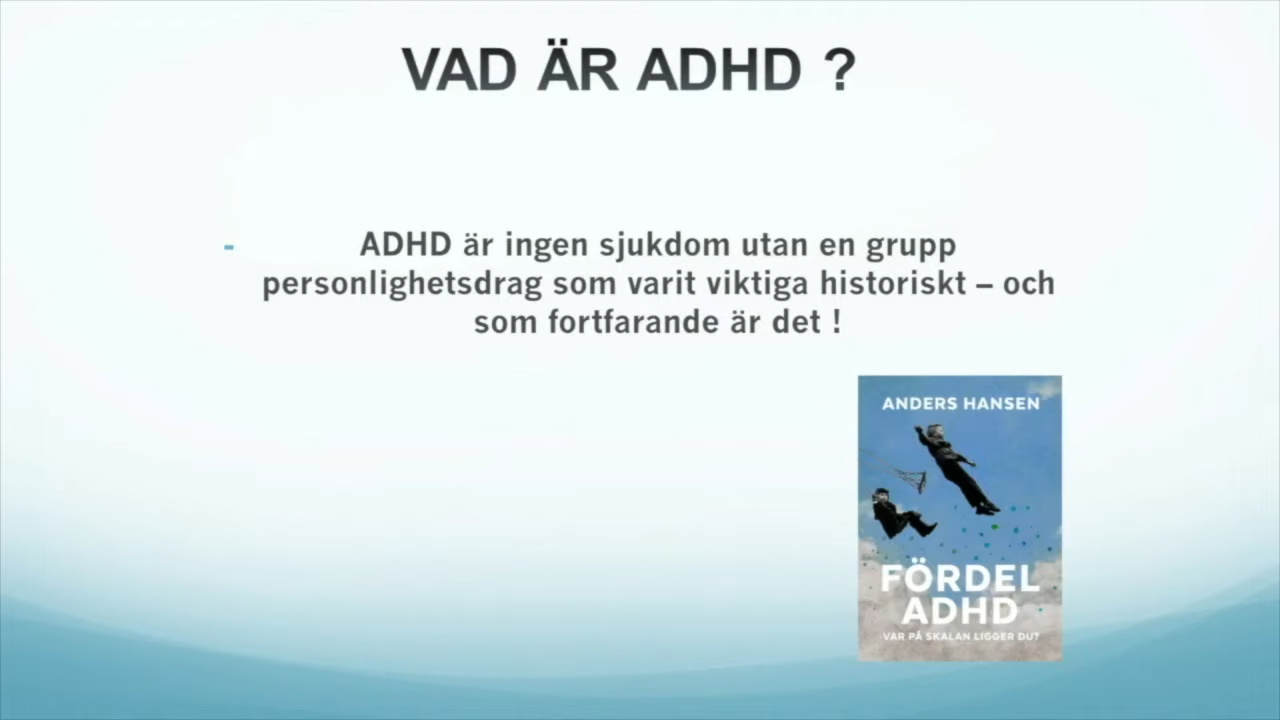 VAD ÄR ADHD ?
- ADHD är ingen sjukdom utan en grupp
personlighetsdrag som varit viktiga historiskt – och
som fortfarande är det !
ANDERS HANSEN
FÖRDEL
ADHD
VAR PÅ SKALAN LIGGER DU?